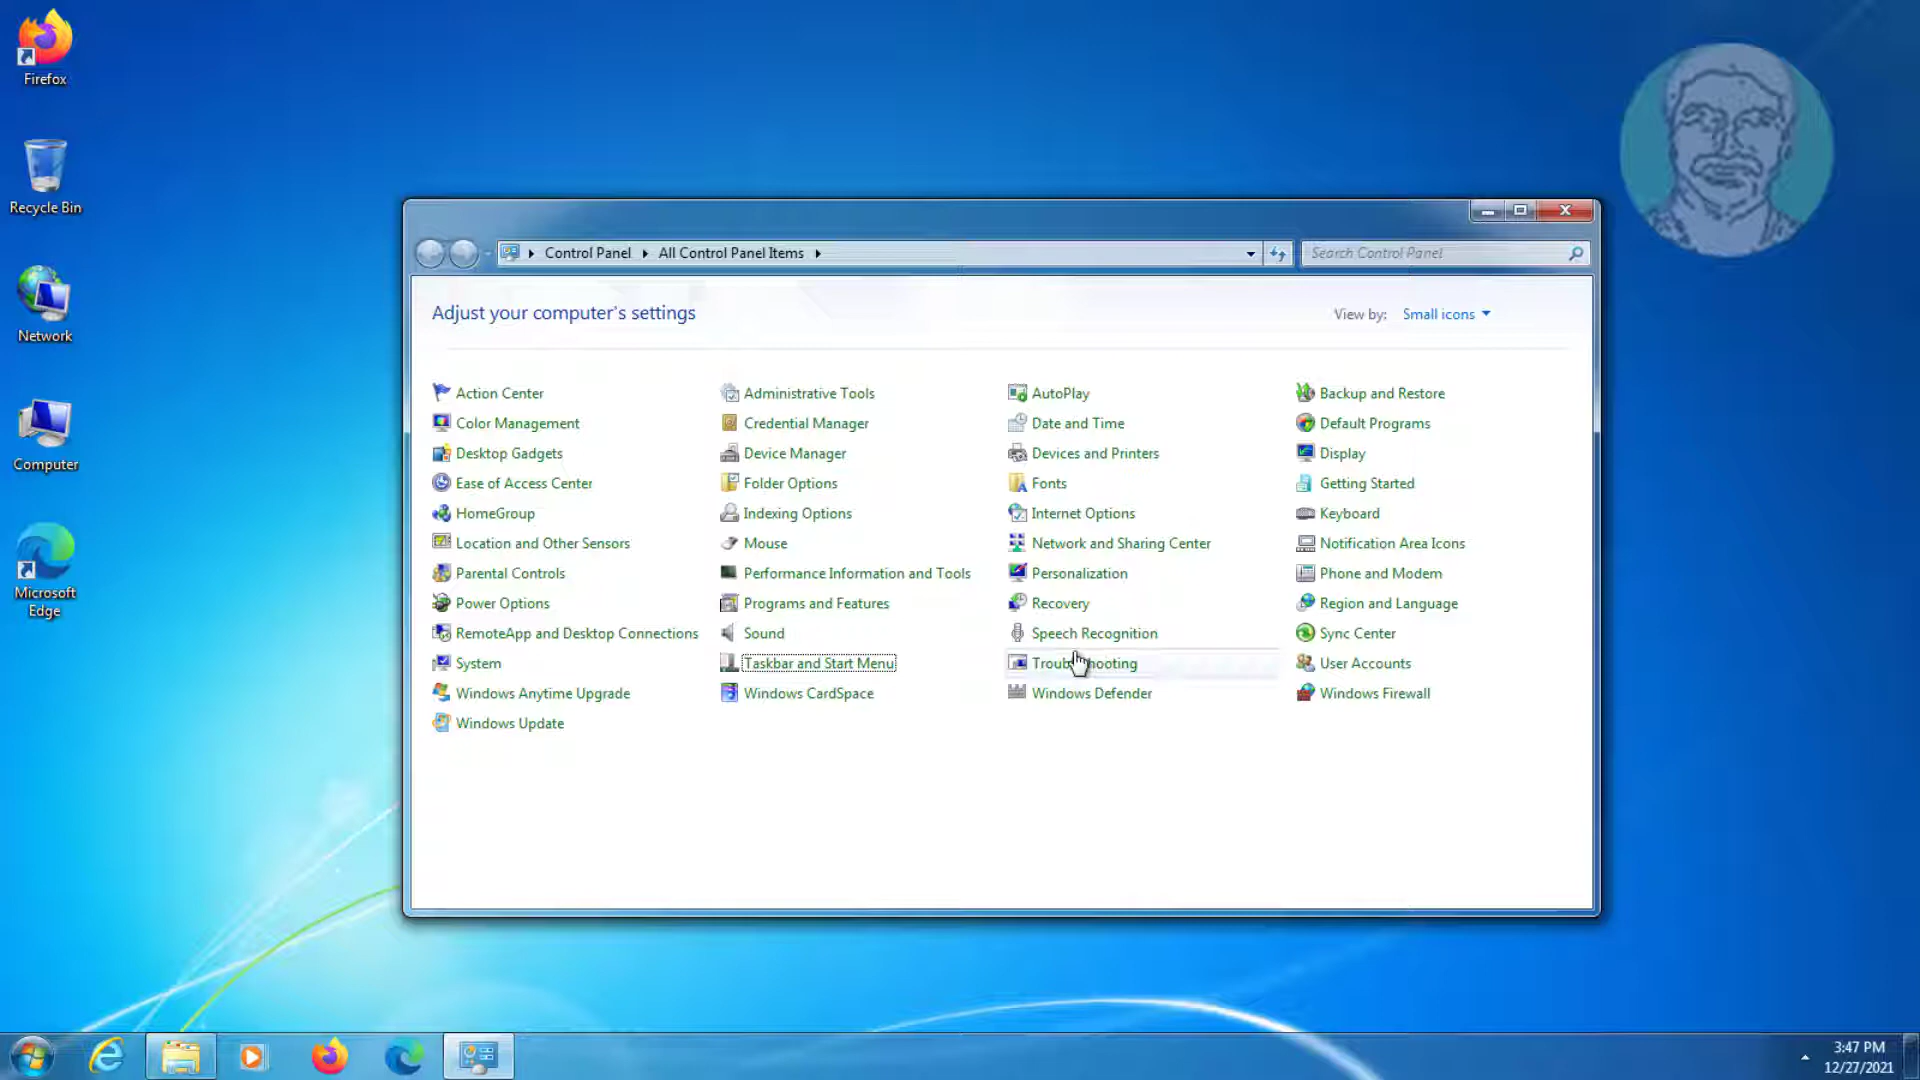 Firefox
Recycle Bin
Network
Computer
Microsoft
Edge
Control Panel
All Control Panel Items
Search Control Panel
Adjust your computer's settings
View by: Small icons
Action Center
Administrative Tools
AutoPlay
Backup and Restore
Color Management
Credential Manager
Date and Time
Default Programs
Desktop Gadgets
Device Manager
Devices and Printers
Display
Ease of Access Center
Folder Options
Fonts
Getting Started
HomeGroup
Indexing Options
Internet Options
Keyboard
Location and Other Sensors
Mouse
Network and Sharing Center
Notification Area Icons
Parental Controls
Performance Information and Tools
Personalization
Phone and Modem
Power Options
Programs and Features
Recovery
Region and Language
RemoteApp and Desktop Connections
Sound
Speech Recognition
Sync Center
System
Taskbar and Start Menu
Troubleshooting
User Accounts
Windows Anytime Upgrade
Windows CardSpace
Windows Defender
Windows Firewall
Windows Update
3:47 PM
12/27/2021